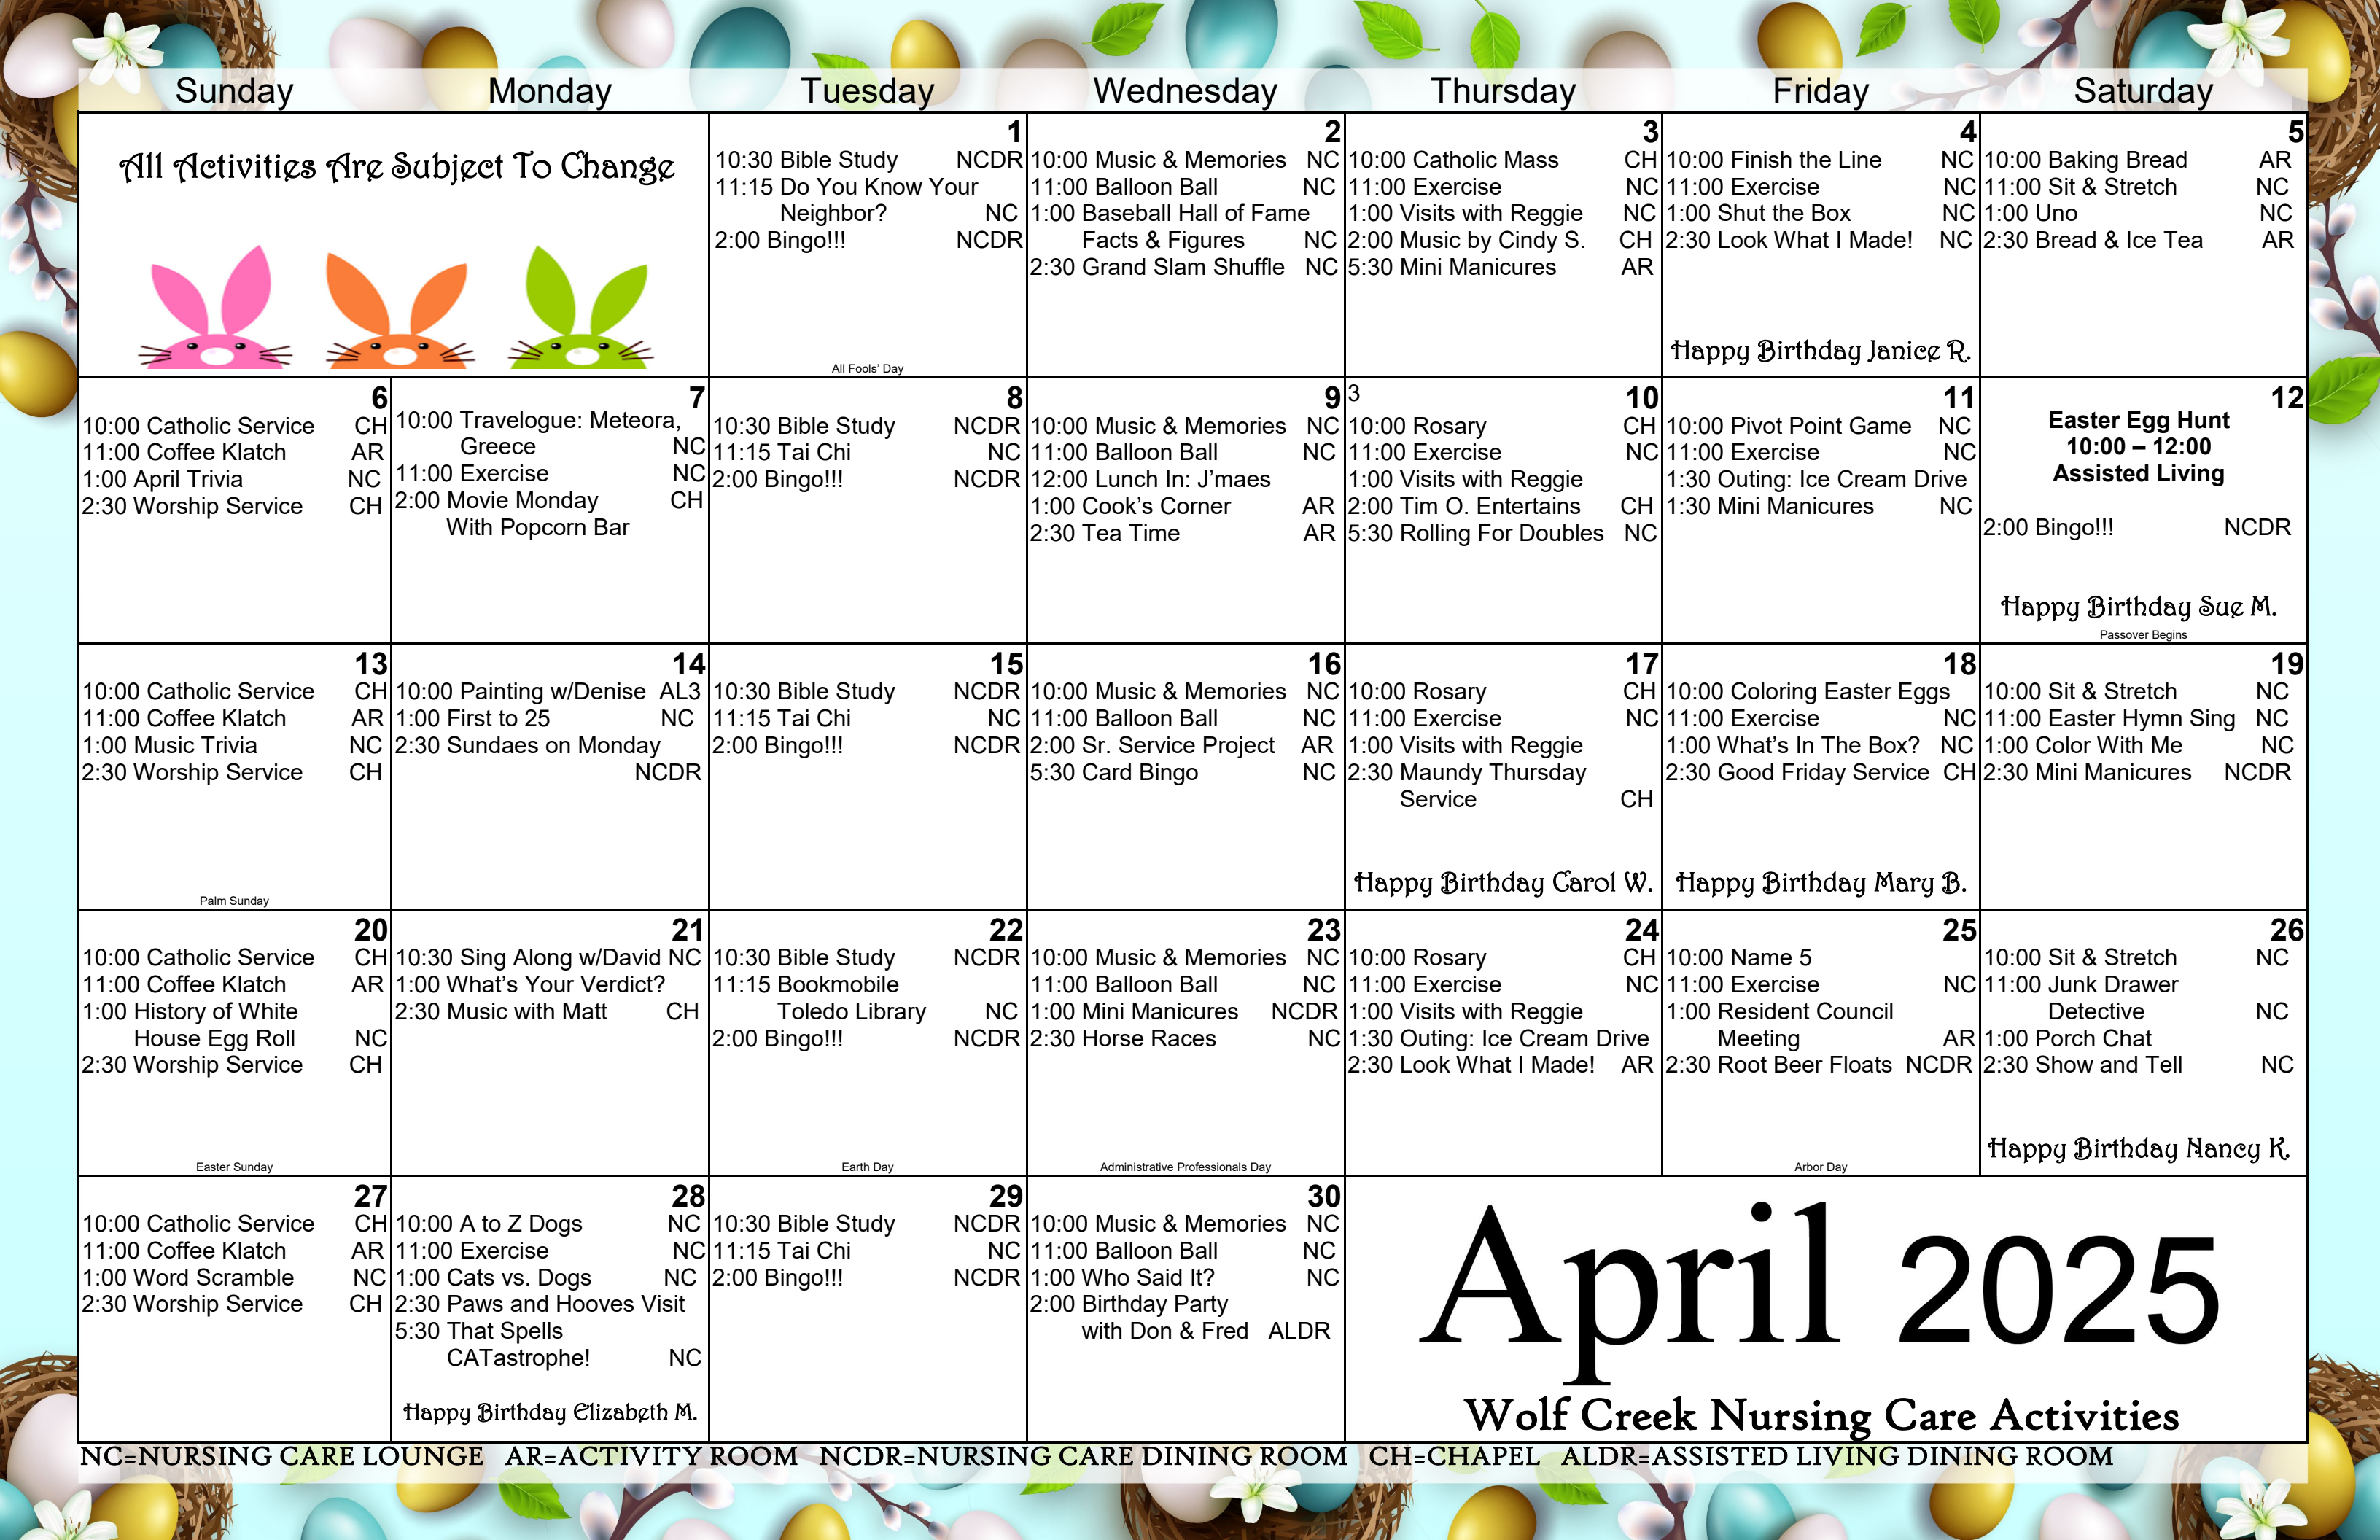 Sunday Monday Tuesday Wednesday Thursday Friday Saturday
All Activities Are Subject To Change
1
10:30 Bible Study NCDR
11:15 Do You Know Your
Neighbor? NC
2:00 Bingo!!! NCDR
All Fools' Day
2
10:00 Music & Memories NC
11:00 Balloon Ball NC
1:00 Baseball Hall of Fame
Facts & Figures NC
2:30 Grand Slam Shuffle NC
3
10:00 Catholic Mass CH
11:00 Exercise NC
1:00 Visits with Reggie NC
2:00 Music by Cindy S. CH
5:30 Mini Manicures AR
4
10:00 Finish the Line NC
11:00 Exercise NC
1:00 Shut the Box NC
2:30 Look What I Made! NC
Happy Birthday Janice R.
5
10:00 Baking Bread AR
11:00 Sit & Stretch NC
1:00 Uno NC
2:30 Bread & Ice Tea AR
6
10:00 Catholic Service CH
11:00 Coffee Klatch AR
1:00 April Trivia NC
2:30 Worship Service CH
7
10:00 Travelogue: Meteora,
Greece NC
11:00 Exercise NC
2:00 Movie Monday CH
With Popcorn Bar
8
10:30 Bible Study NCDR
11:15 Tai Chi NC
2:00 Bingo!!! NCDR
9
10:00 Music & Memories NC
11:00 Balloon Ball NC
12:00 Lunch In: J'maes
1:00 Cook's Corner AR
2:30 Tea Time AR
3 10
10:00 Rosary CH
11:00 Exercise NC
1:00 Visits with Reggie
2:00 Tim O. Entertains CH
5:30 Rolling For Doubles NC
11
10:00 Pivot Point Game NC
11:00 Exercise NC
1:30 Outing: Ice Cream Drive
1:30 Mini Manicures NC
12
Easter Egg Hunt
10:00 – 12:00
Assisted Living
2:00 Bingo!!! NCDR
Happy Birthday Sue M.
Passover Begins
13
10:00 Catholic Service CH
11:00 Coffee Klatch AR
1:00 Music Trivia NC
2:30 Worship Service CH
Palm Sunday
14
10:00 Painting w/Denise AL3
1:00 First to 25 NC
2:30 Sundaes on Monday
NCDR
15
10:30 Bible Study NCDR
11:15 Tai Chi NC
2:00 Bingo!!! NCDR
16
10:00 Music & Memories NC
11:00 Balloon Ball NC
2:00 Sr. Service Project AR
5:30 Card Bingo NC
17
10:00 Rosary CH
11:00 Exercise NC
1:00 Visits with Reggie
2:30 Maundy Thursday
Service CH
Happy Birthday Carol W.
18
10:00 Coloring Easter Eggs
11:00 Exercise NC
1:00 What's In The Box? NC
2:30 Good Friday Service CH
Happy Birthday Mary B.
19
10:00 Sit & Stretch NC
11:00 Easter Hymn Sing NC
1:00 Color With Me NC
2:30 Mini Manicures NCDR
20
10:00 Catholic Service CH
11:00 Coffee Klatch AR
1:00 History of White
House Egg Roll NC
2:30 Worship Service CH
Easter Sunday
21
10:30 Sing Along w/David NC
1:00 What's Your Verdict?
2:30 Music with Matt CH
22
10:30 Bible Study NCDR
11:15 Bookmobile
Toledo Library NC
2:00 Bingo!!! NCDR
Earth Day
23
10:00 Music & Memories NC
11:00 Balloon Ball NC
1:00 Mini Manicures NCDR
2:30 Horse Races NC
Administrative Professionals Day
24
10:00 Rosary CH
11:00 Exercise NC
1:00 Visits with Reggie
1:30 Outing: Ice Cream Drive
2:30 Look What I Made! AR
25
10:00 Name 5
11:00 Exercise NC
1:00 Resident Council
Meeting AR
2:30 Root Beer Floats NCDR
Arbor Day
26
10:00 Sit & Stretch NC
11:00 Junk Drawer
Detective NC
1:00 Porch Chat
2:30 Show and Tell NC
Happy Birthday Nancy K.
27
10:00 Catholic Service CH
11:00 Coffee Klatch AR
1:00 Word Scramble NC
2:30 Worship Service CH
28
10:00 A to Z Dogs NC
11:00 Exercise NC
1:00 Cats vs. Dogs NC
2:30 Paws and Hooves Visit
5:30 That Spells
CATastrophe! NC
Happy Birthday Elizabeth M.
29
10:30 Bible Study NCDR
11:15 Tai Chi NC
2:00 Bingo!!! NCDR
30
10:00 Music & Memories NC
11:00 Balloon Ball NC
1:00 Who Said It? NC
2:00 Birthday Party
with Don & Fred ALDR
April 2025
Wolf Creek Nursing Care Activities
NC=NURSING CARE LOUNGE AR=ACTIVITY ROOM NCDR=NURSING CARE DINING ROOM CH=CHAPEL ALDR=ASSISTED LIVING DINING ROOM